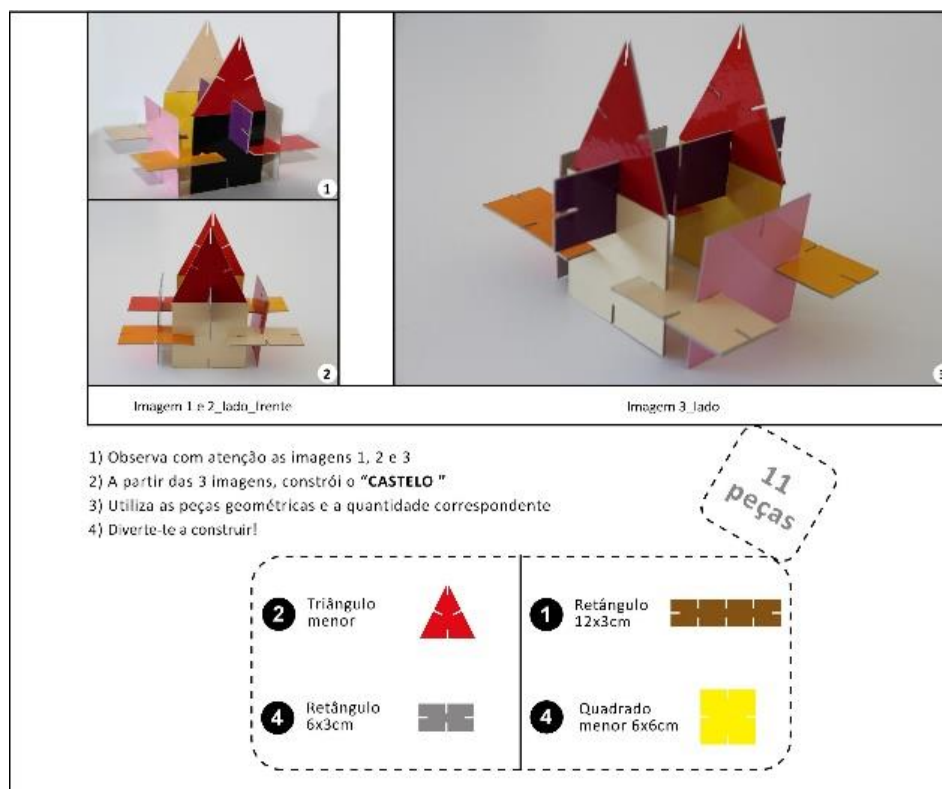 1
2
3
Imagem 1 e 2_lado_frente
Imagem 3_lado
1) Observa com atenção as imagens 1, 2 e 3
2) A partir das 3 imagens, constrói o "CASTELO "
3) Utiliza as peças geométricas e a quantidade correspondente
4) Diverte-te a construir!
11
peças
2 Triângulo
menor
1 Retângulo
12x3cm
4 Retângulo
6x3cm
4 Quadrado
menor 6x6cm